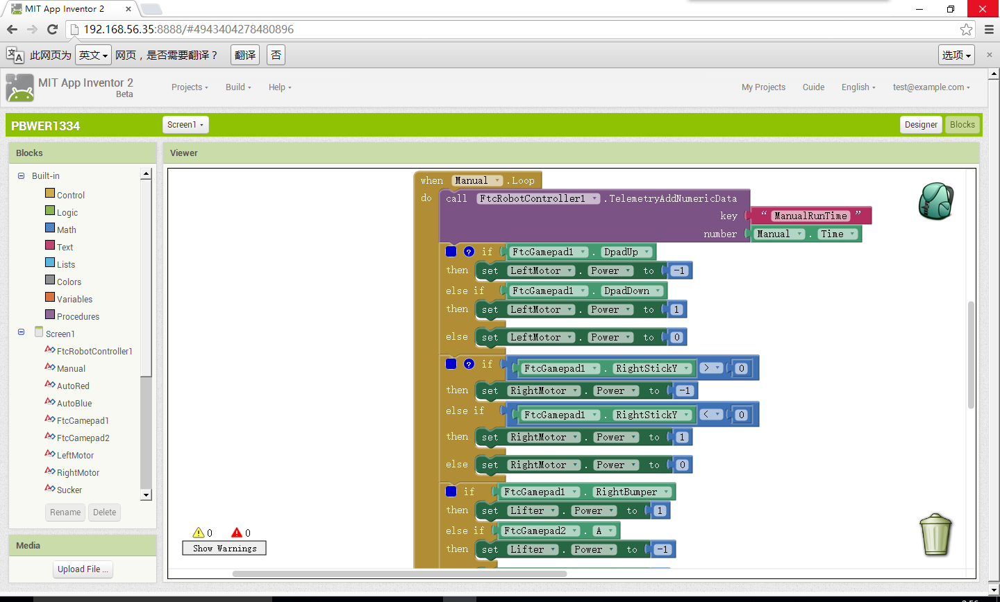 MIT App Inventor 2
192.168.56.35:8888/#4943404278480896
此网页为 英文 网页，是否需要翻译？ 翻译 否 选项
MIT App Inventor 2
Beta
Projects Build Help My Projects Guide English test@example.com
PBWER1334 Screen1 Designer Blocks
Blocks
Viewer
Built-in
Control
Logic
Math
Text
Lists
Colors
Variables
Procedures
Screen1
FtcRobotController1
Manual
AutoRed
AutoBlue
FtcGamepad1
FtcGamepad2
LeftMotor
RightMotor
Sucker
Rename Delete
Media
Upload File ...
when Manual .Loop
do call FtcRobotController1 .TelemetryAddNumericData
key “ ManualRunTime ”
number Manual . Time
? if FtcGamepad1 . DpadUp
then set LeftMotor . Power to -1
else if FtcGamepad1 . DpadDown
then set LeftMotor . Power to 1
else set LeftMotor . Power to 0
? if FtcGamepad1 . RightStickY > 0
then set RightMotor . Power to -1
else if FtcGamepad1 . RightStickY < 0
then set RightMotor . Power to 1
else set RightMotor . Power to 0
if FtcGamepad1 . RightBumper
then set Lifter . Power to 1
else if FtcGamepad2 . A
then set Lifter . Power to -1
0 0
Show Warnings